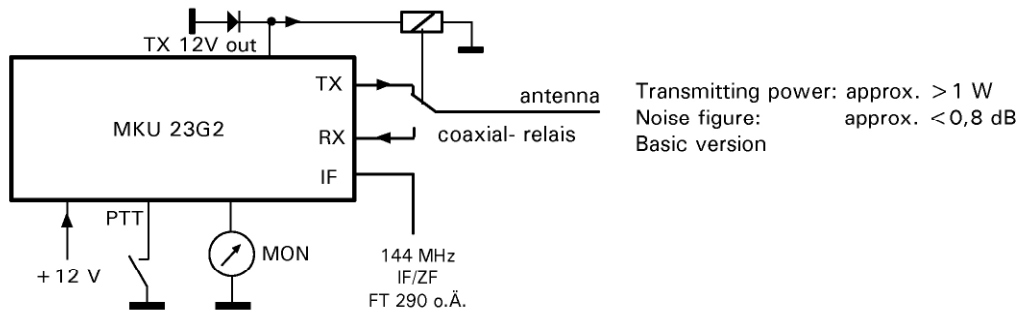 TX 12V out
TX
antenna
Transmitting power: approx. >1 W
MKU 23G2
Noise figure: approx. <0,8 dB
RX
coaxial- relais
Basic version
IF
PTT
MON
+12 V
144 MHz
IF/ZF
FT 290 o.Ä.